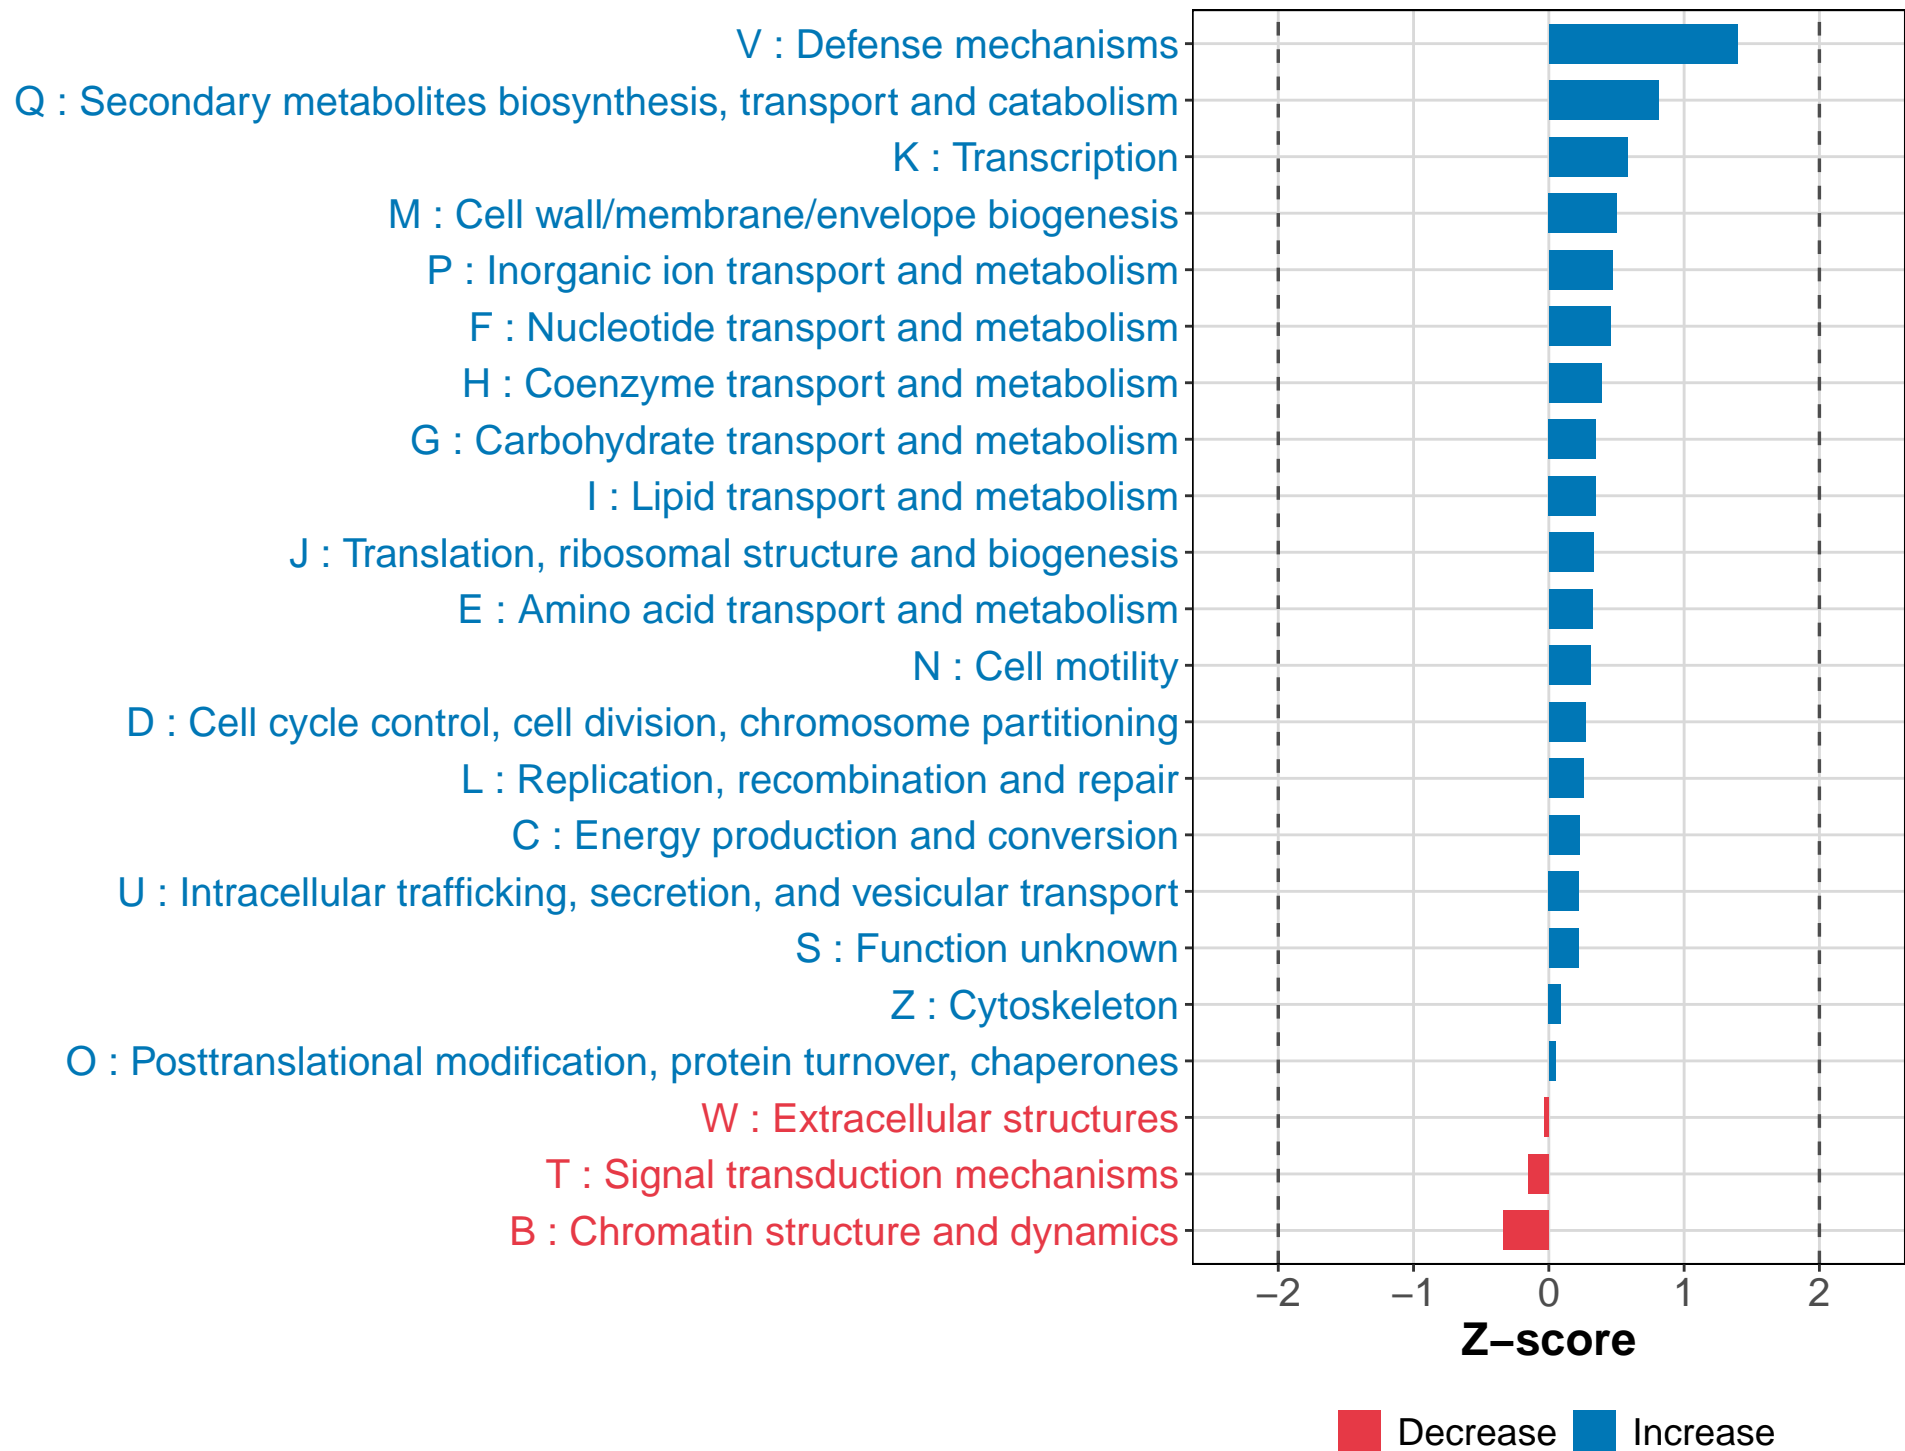 V : Defense mechanisms
Q : Secondary metabolites biosynthesis, transport and catabolism
K : Transcription
M : Cell wall/membrane/envelope biogenesis
P : Inorganic ion transport and metabolism
F : Nucleotide transport and metabolism
H : Coenzyme transport and metabolism
G : Carbohydrate transport and metabolism
I : Lipid transport and metabolism
J : Translation, ribosomal structure and biogenesis
E : Amino acid transport and metabolism
N : Cell motility
D : Cell cycle control, cell division, chromosome partitioning
L : Replication, recombination and repair
C : Energy production and conversion
U : Intracellular trafficking, secretion, and vesicular transport
S : Function unknown
Z : Cytoskeleton
O : Posttranslational modification, protein turnover, chaperones
W : Extracellular structures
T : Signal transduction mechanisms
B : Chromatin structure and dynamics
−2 −1 0 1 2
Z−score
Decrease Increase